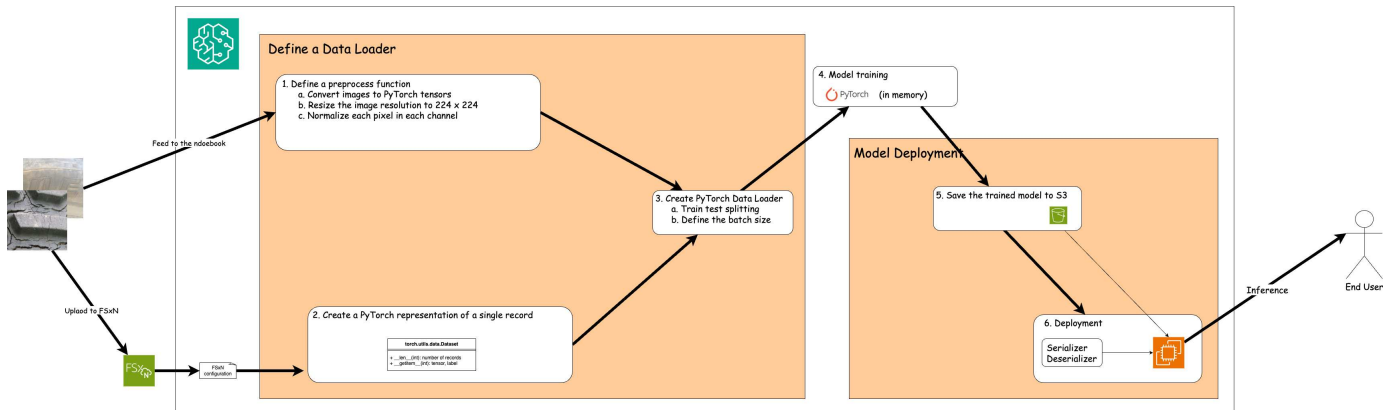 Define a Data Loader
1. Define a preprocess function
a. Convert images to PyTorch tensors
b. Resize the image resolution to 224 x 224
c. Normalize each pixel in each channel
4. Model training
PyTorch (in memory)
Feed to the ndoebook
Model Deployment
3. Create PyTorch Data Loader
a. Train test splitting
b. Define the batch size
5. Save the trained model to S3
Uplaod to FSxN
2. Create a PyTorch representation of a single record
torch.utils.data.Dataset
+ __len__(int): number of records
+ __getitem__(int): tensor, label
FSxN
FSxN
configuration
6. Deployment
Serializer
Deserializer
Inference
End User